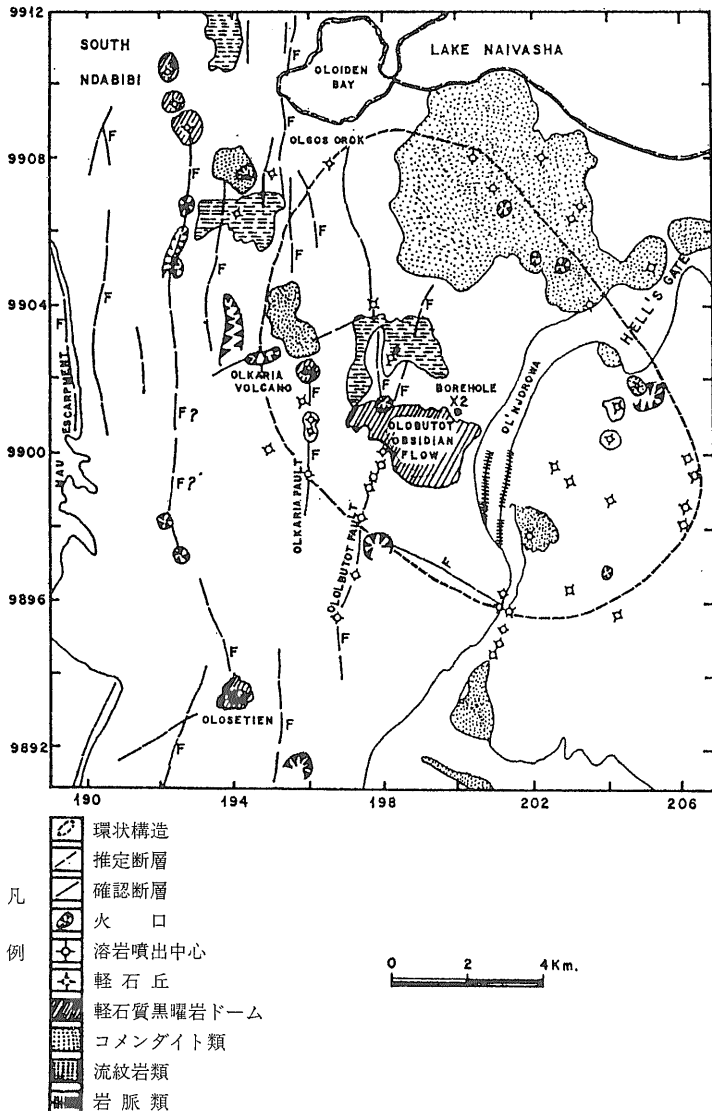 9912
SOUTH
NDABIBI
LAKE NAIVASHA
OLOIDEN
BAY
OLGOS OROK
9908
F
F
F
F
F
F
9904
F
F
F
HELL'S GATE
MAU ESCARPMENT
OLKARIA
VOLCANO
BOREHOLE
X2
OL'NJOROWA
OLOBUTOT
OBSIDIAN
FLOW
F?
9900
F?
F
OLKARIA FAULT
OLOLBUTOT FAULT
F
9896
F
F
OLOSETIEN
F
F
9892
190
194
198
202
206
凡例
環状構造
推定断層
確認断層
火口
溶岩噴出中心
軽石丘
軽石質黒曜岩ドーム
コメンダイト類
流紋岩類
岩脈類
0 2 4 Km.